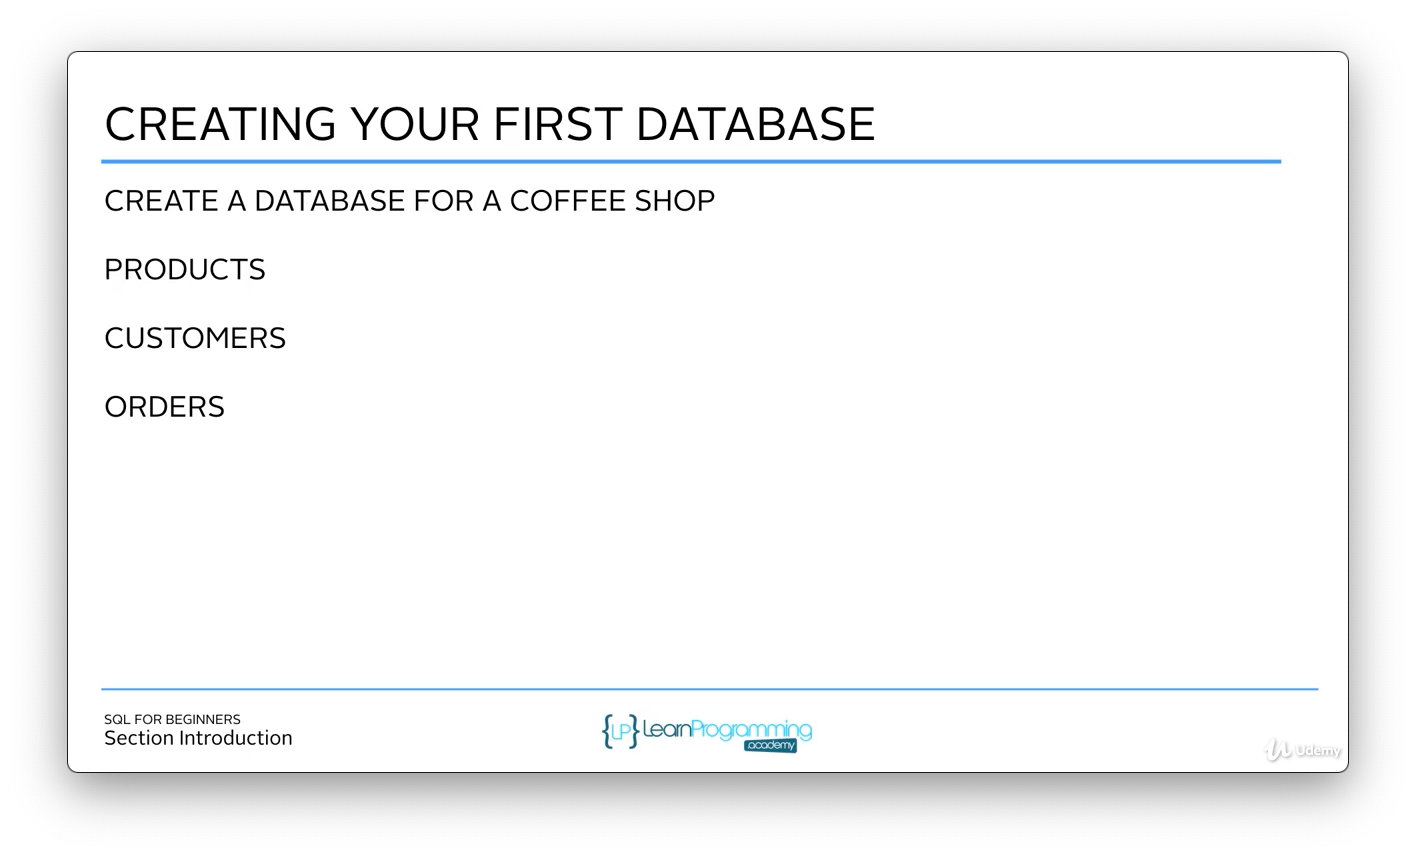 CREATING YOUR FIRST DATABASE
CREATE A DATABASE FOR A COFFEE SHOP
PRODUCTS
CUSTOMERS
ORDERS
SQL FOR BEGINNERS
Section Introduction
{LP} LearnProgramming
academy
Udemy